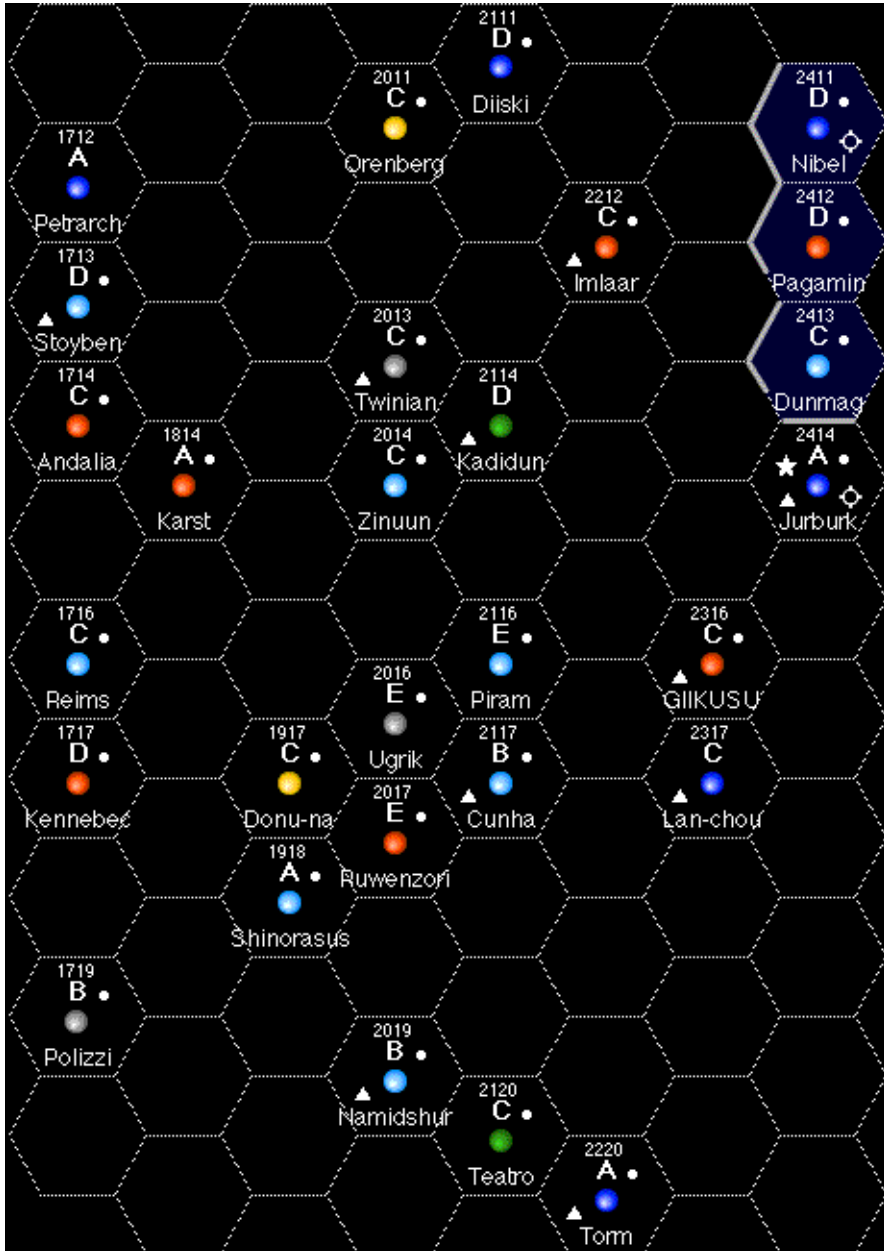 2111
D
Diiski
2011
C
Orenberg
2411
D
Nibel
1712
A
Petrarch
2212
C
Imlaar
2412
D
Pagamin
1713
D
Stoyben
2013
C
Twinian
2413
C
Dunmag
1714
C
Andalia
2114
D
Kadidun
1814
A
Karst
2014
C
Zinuun
2414
A
Jurburk
1716
C
Reims
2116
E
Piram
2316
C
GIIKUSU
2016
E
Ugrik
1717
D
Kennebec
1917
C
Donu-na
2117
B
Cunha
2317
C
Lan-chou
2017
E
Ruwenzori
1918
A
Shinorasus
1719
B
Polizzi
2019
B
Namidshur
2120
C
Teatro
2220
A
Torm